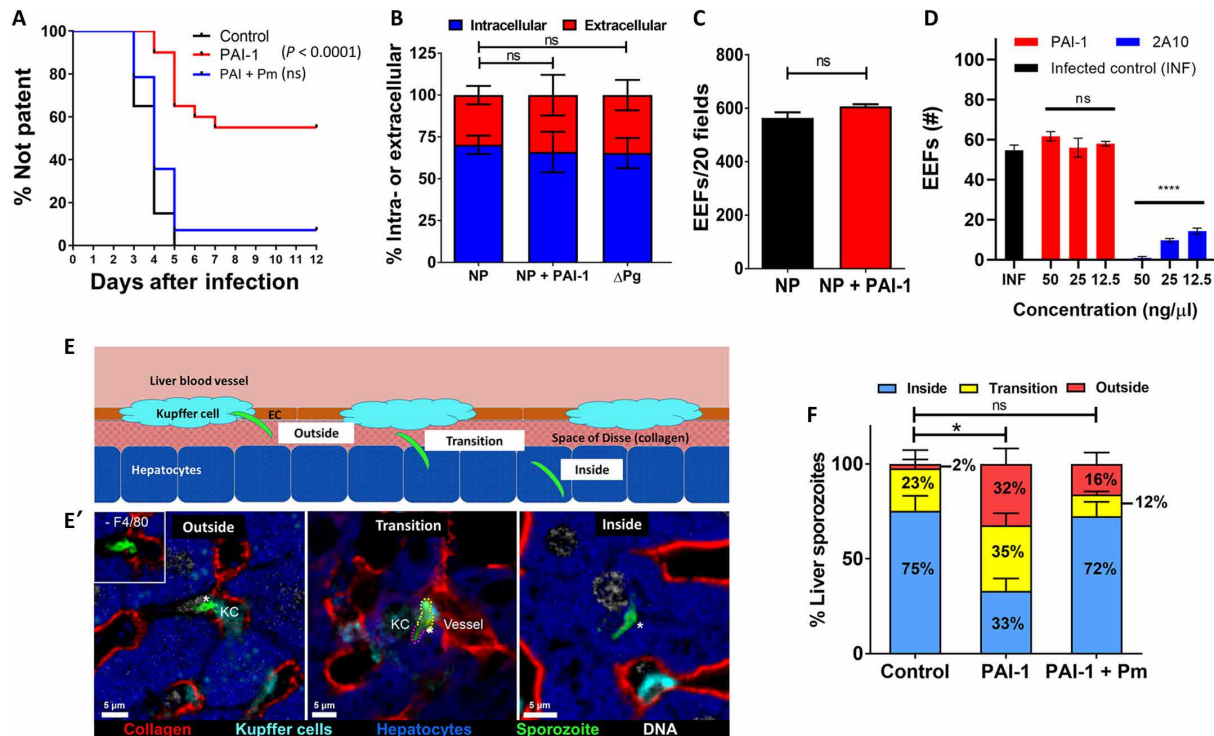 A
Control
PAI-1 (P < 0.0001)
PAI + Pm (ns)
% Not patent
100
80
60
40
20
0
0 1 2 3 4 5 6 7 8 9 10 11 12
Days after infection
B
Intracellular Extracellular
ns
ns
% Intra- or extracellular
125
100
75
50
25
0
NP NP + PAI-1 ΔPg
C
ns
EEFs/20 fields
800
600
400
200
0
NP NP + PAI-1
D
PAI-1 2A10
Infected control (INF)
ns
****
EEFs (#)
80
60
40
20
0
INF 50 25 12.5 50 25 12.5
Concentration (ng/μl)
E
Liver blood vessel
Kupffer cell
EC
Outside
Transition
Space of Disse (collagen)
Hepatocytes
Inside
E′
- F4/80
Outside
Transition
Inside
*
KC
KC
Vessel
*
*
5 μm
5 μm
5 μm
Collagen Kupffer cells Hepatocytes Sporozoite DNA
F
Inside Transition Outside
ns
*
% Liver sporozoites
100
50
0
2%
23%
75%
32%
35%
33%
16%
12%
72%
Control PAI-1 PAI-1 + Pm